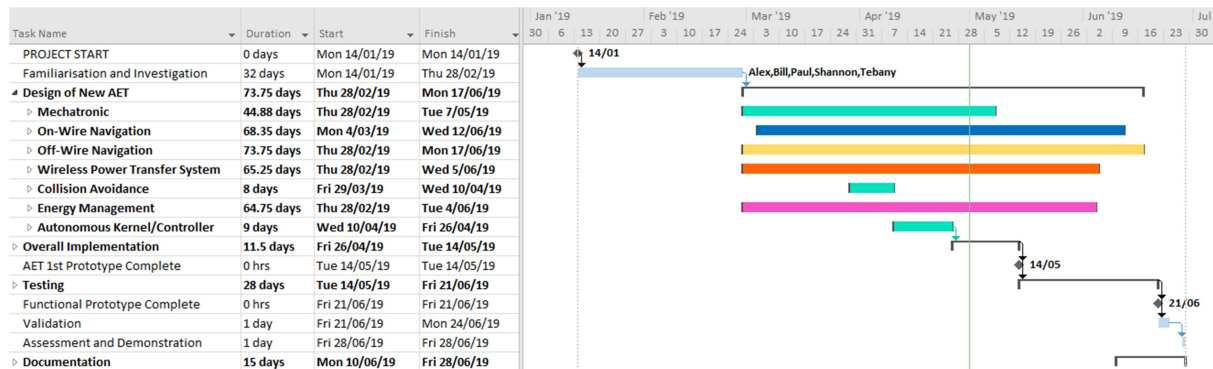 Jan '19 Feb '19 Mar '19 Apr '19 May '19 Jun '19 Jul
Task Name Duration Start Finish 30 6 13 20 27 3 10 17 24 3 10 17 24 31 7 14 21 28 5 12 19 26 2 9 16 23 30
PROJECT START 0 days Mon 14/01/19 Mon 14/01/19 14/01
Familiarisation and Investigation 32 days Mon 14/01/19 Thu 28/02/19 Alex,Bill,Paul,Shannon,Tebany
Design of New AET 73.75 days Thu 28/02/19 Mon 17/06/19
Mechatronic 44.88 days Thu 28/02/19 Tue 7/05/19
On-Wire Navigation 68.35 days Mon 4/03/19 Wed 12/06/19
Off-Wire Navigation 73.75 days Thu 28/02/19 Mon 17/06/19
Wireless Power Transfer System 65.25 days Thu 28/02/19 Wed 5/06/19
Collision Avoidance 8 days Fri 29/03/19 Wed 10/04/19
Energy Management 64.75 days Thu 28/02/19 Tue 4/06/19
Autonomous Kernel/Controller 9 days Wed 10/04/19 Fri 26/04/19
Overall Implementation 11.5 days Fri 26/04/19 Tue 14/05/19
AET 1st Prototype Complete 0 hrs Tue 14/05/19 Tue 14/05/19 14/05
Testing 28 days Tue 14/05/19 Fri 21/06/19
Functional Prototype Complete 0 hrs Fri 21/06/19 Fri 21/06/19 21/06
Validation 1 day Fri 21/06/19 Mon 24/06/19
Assessment and Demonstration 1 day Fri 28/06/19 Fri 28/06/19
Documentation 15 days Mon 10/06/19 Fri 28/06/19